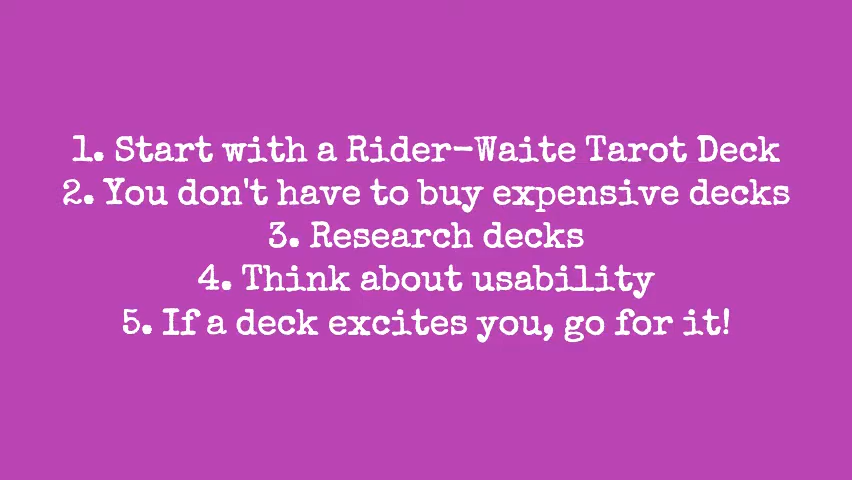 1. Start with a Rider-Waite Tarot Deck
2. You don't have to buy expensive decks
3. Research decks
4. Think about usability
5. If a deck excites you, go for it!